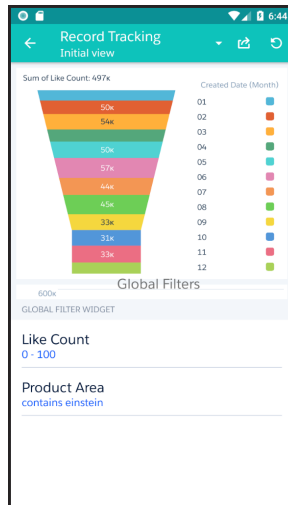 6:44
Record Tracking
Initial view
Sum of Like Count: 497K
Created Date (Month)
01
50K
02
54K
03
04
50K
05
57K
06
44K
07
45K
08
33K
09
31K
10
33K
11
12
Global Filters
600K
GLOBAL FILTER WIDGET
Like Count
0 - 100
Product Area
contains einstein